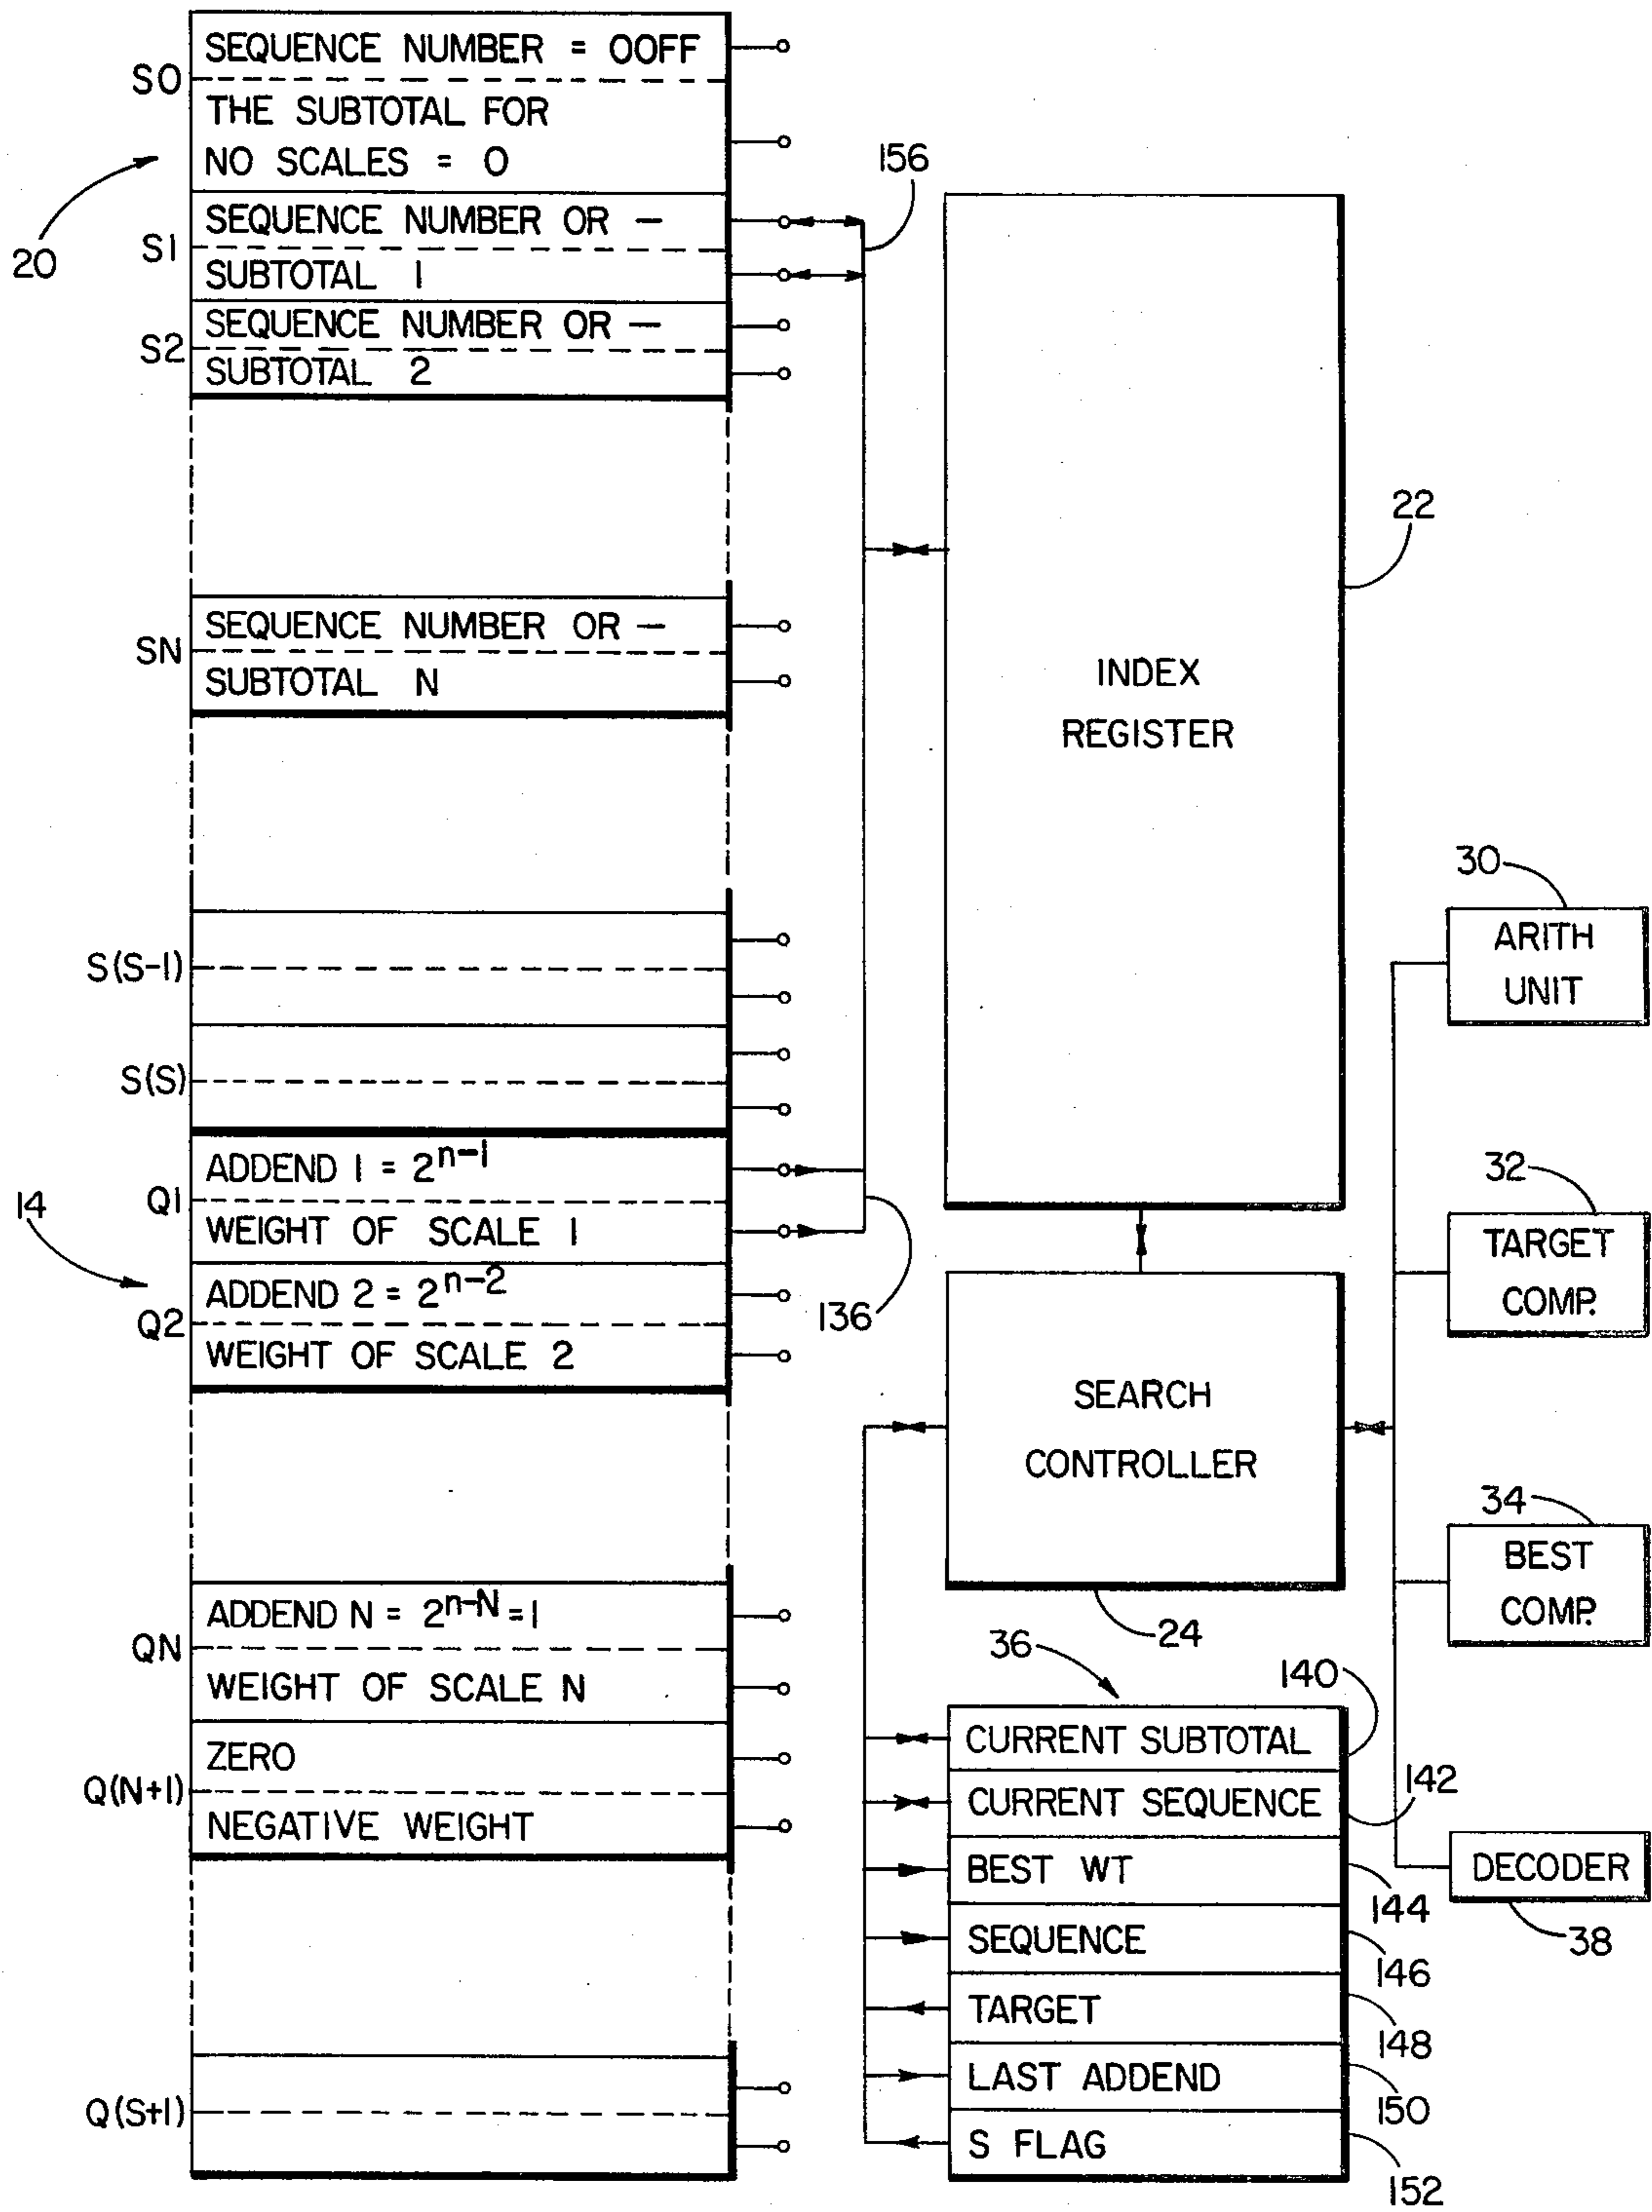 SEQUENCE NUMBER = 00FF
S0
THE SUBTOTAL FOR
NO SCALES = 0
20
SEQUENCE NUMBER OR —
S1
SUBTOTAL 1
SEQUENCE NUMBER OR —
S2
SUBTOTAL 2
156
22
SEQUENCE NUMBER OR —
SN
SUBTOTAL N
INDEX
REGISTER
S(S-1)
S(S)
14
ADDEND 1 = 2^n-1
Q1
WEIGHT OF SCALE 1
ADDEND 2 = 2^n-2
Q2
WEIGHT OF SCALE 2
136
30
ARITH
UNIT
32
TARGET
COMP.
SEARCH
CONTROLLER
24
34
BEST
COMP.
ADDEND N = 2^n-N = 1
QN
WEIGHT OF SCALE N
ZERO
Q(N+1)
NEGATIVE WEIGHT
Q(S+1)
36
CURRENT SUBTOTAL
140
CURRENT SEQUENCE
142
BEST WT
144
SEQUENCE
146
TARGET
148
LAST ADDEND
150
S FLAG
152
DECODER
38